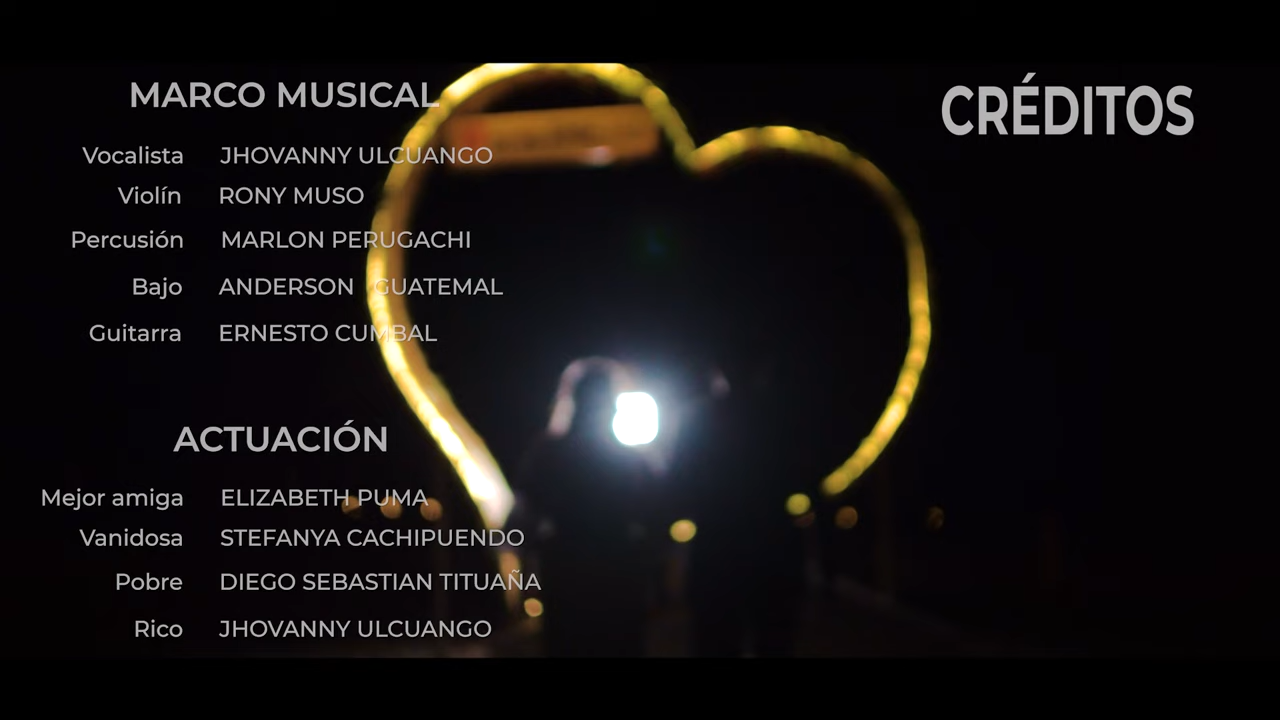 MARCO MUSICAL
CRÉDITOS
Vocalista JHOVANNY ULCUANGO
Violín RONY MUSO
Percusión MARLON PERUGACHI
Bajo ANDERSON GUATEMAL
Guitarra ERNESTO CUMBAL
ACTUACIÓN
Mejor amiga ELIZABETH PUMA
Vanidosa STEFANYA CACHIPUENDO
Pobre DIEGO SEBASTIAN TITUAÑA
Rico JHOVANNY ULCUANGO